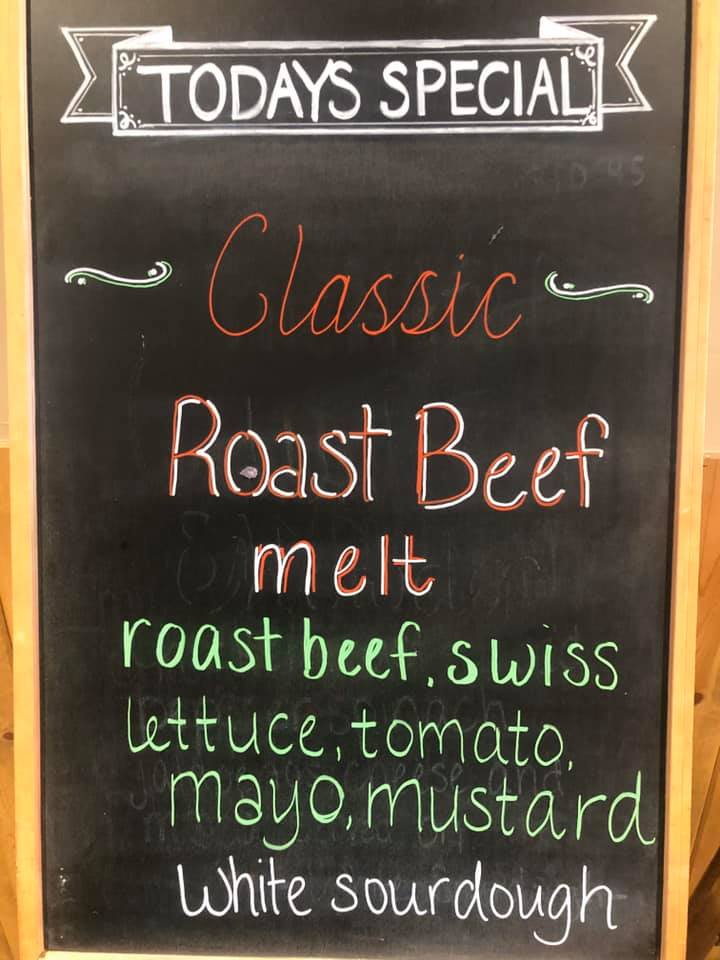 TODAYS SPECIAL
Classic
Roast Beef
melt
roast beef, swiss
lettuce, tomato,
mayo, mustard
White sourdough